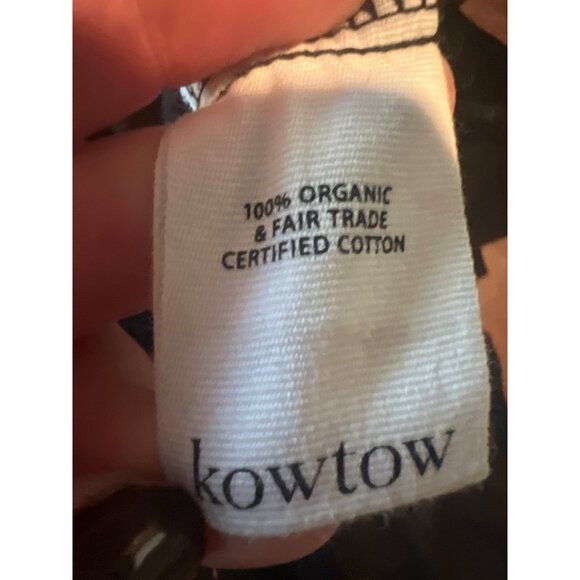 100% ORGANIC
& FAIR TRADE
CERTIFIED COTTON
kowtow